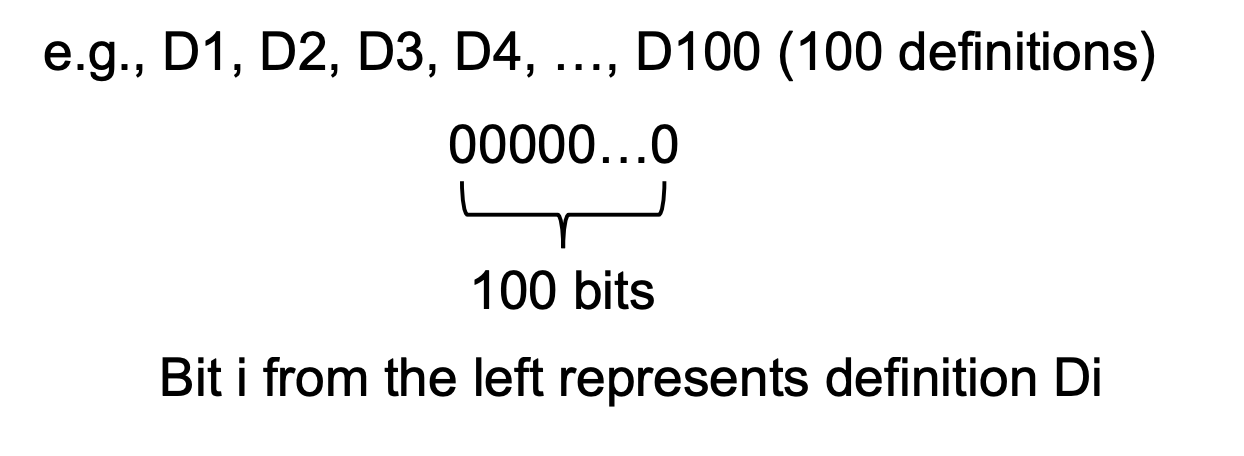 e.g., D1, D2, D3, D4, …, D100 (100 definitions)
00000…0
100 bits
Bit i from the left represents definition Di